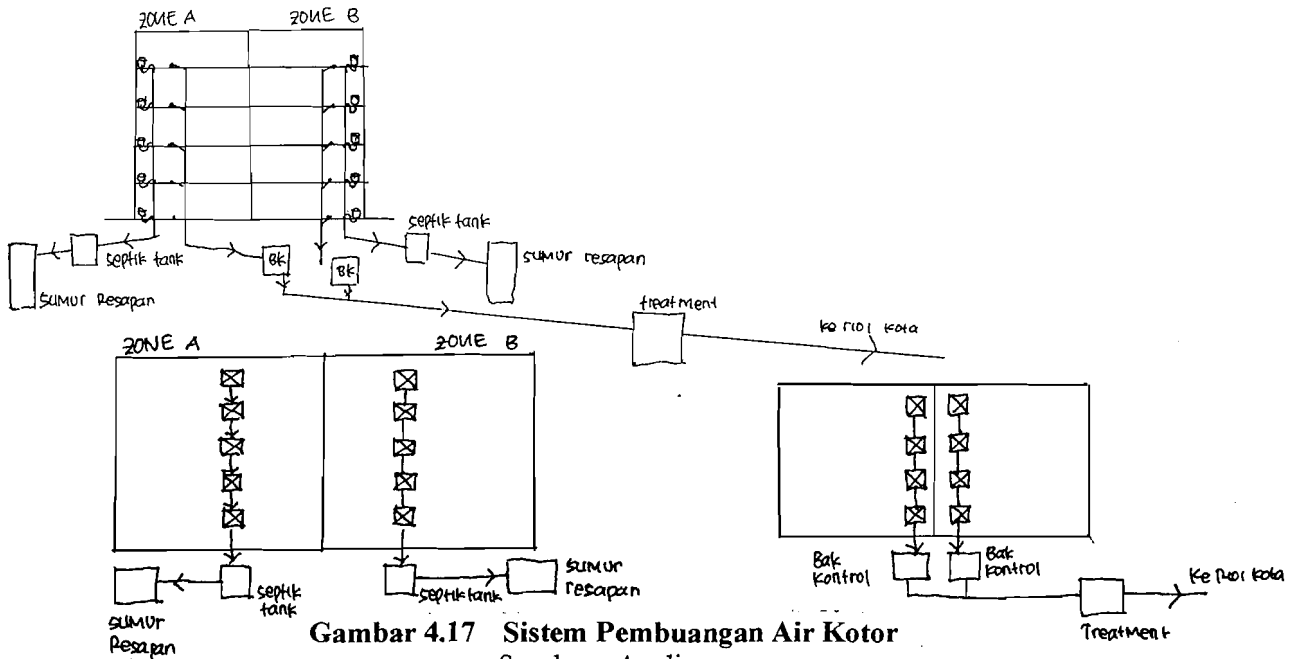 ZONE A
ZONE B
septik tank
sumur resapan
septik tank
SUMUR Resapan
BK
BK
treatment
ke riol kota
ZONE A
ZONE B
septik tank
SUMUR Resapan
septik tank
SUMUR resapan
Bak kontrol
Bak kontrol
Treatment
Ke Riol kota
Gambar 4.17 Sistem Pembuangan Air Kotor